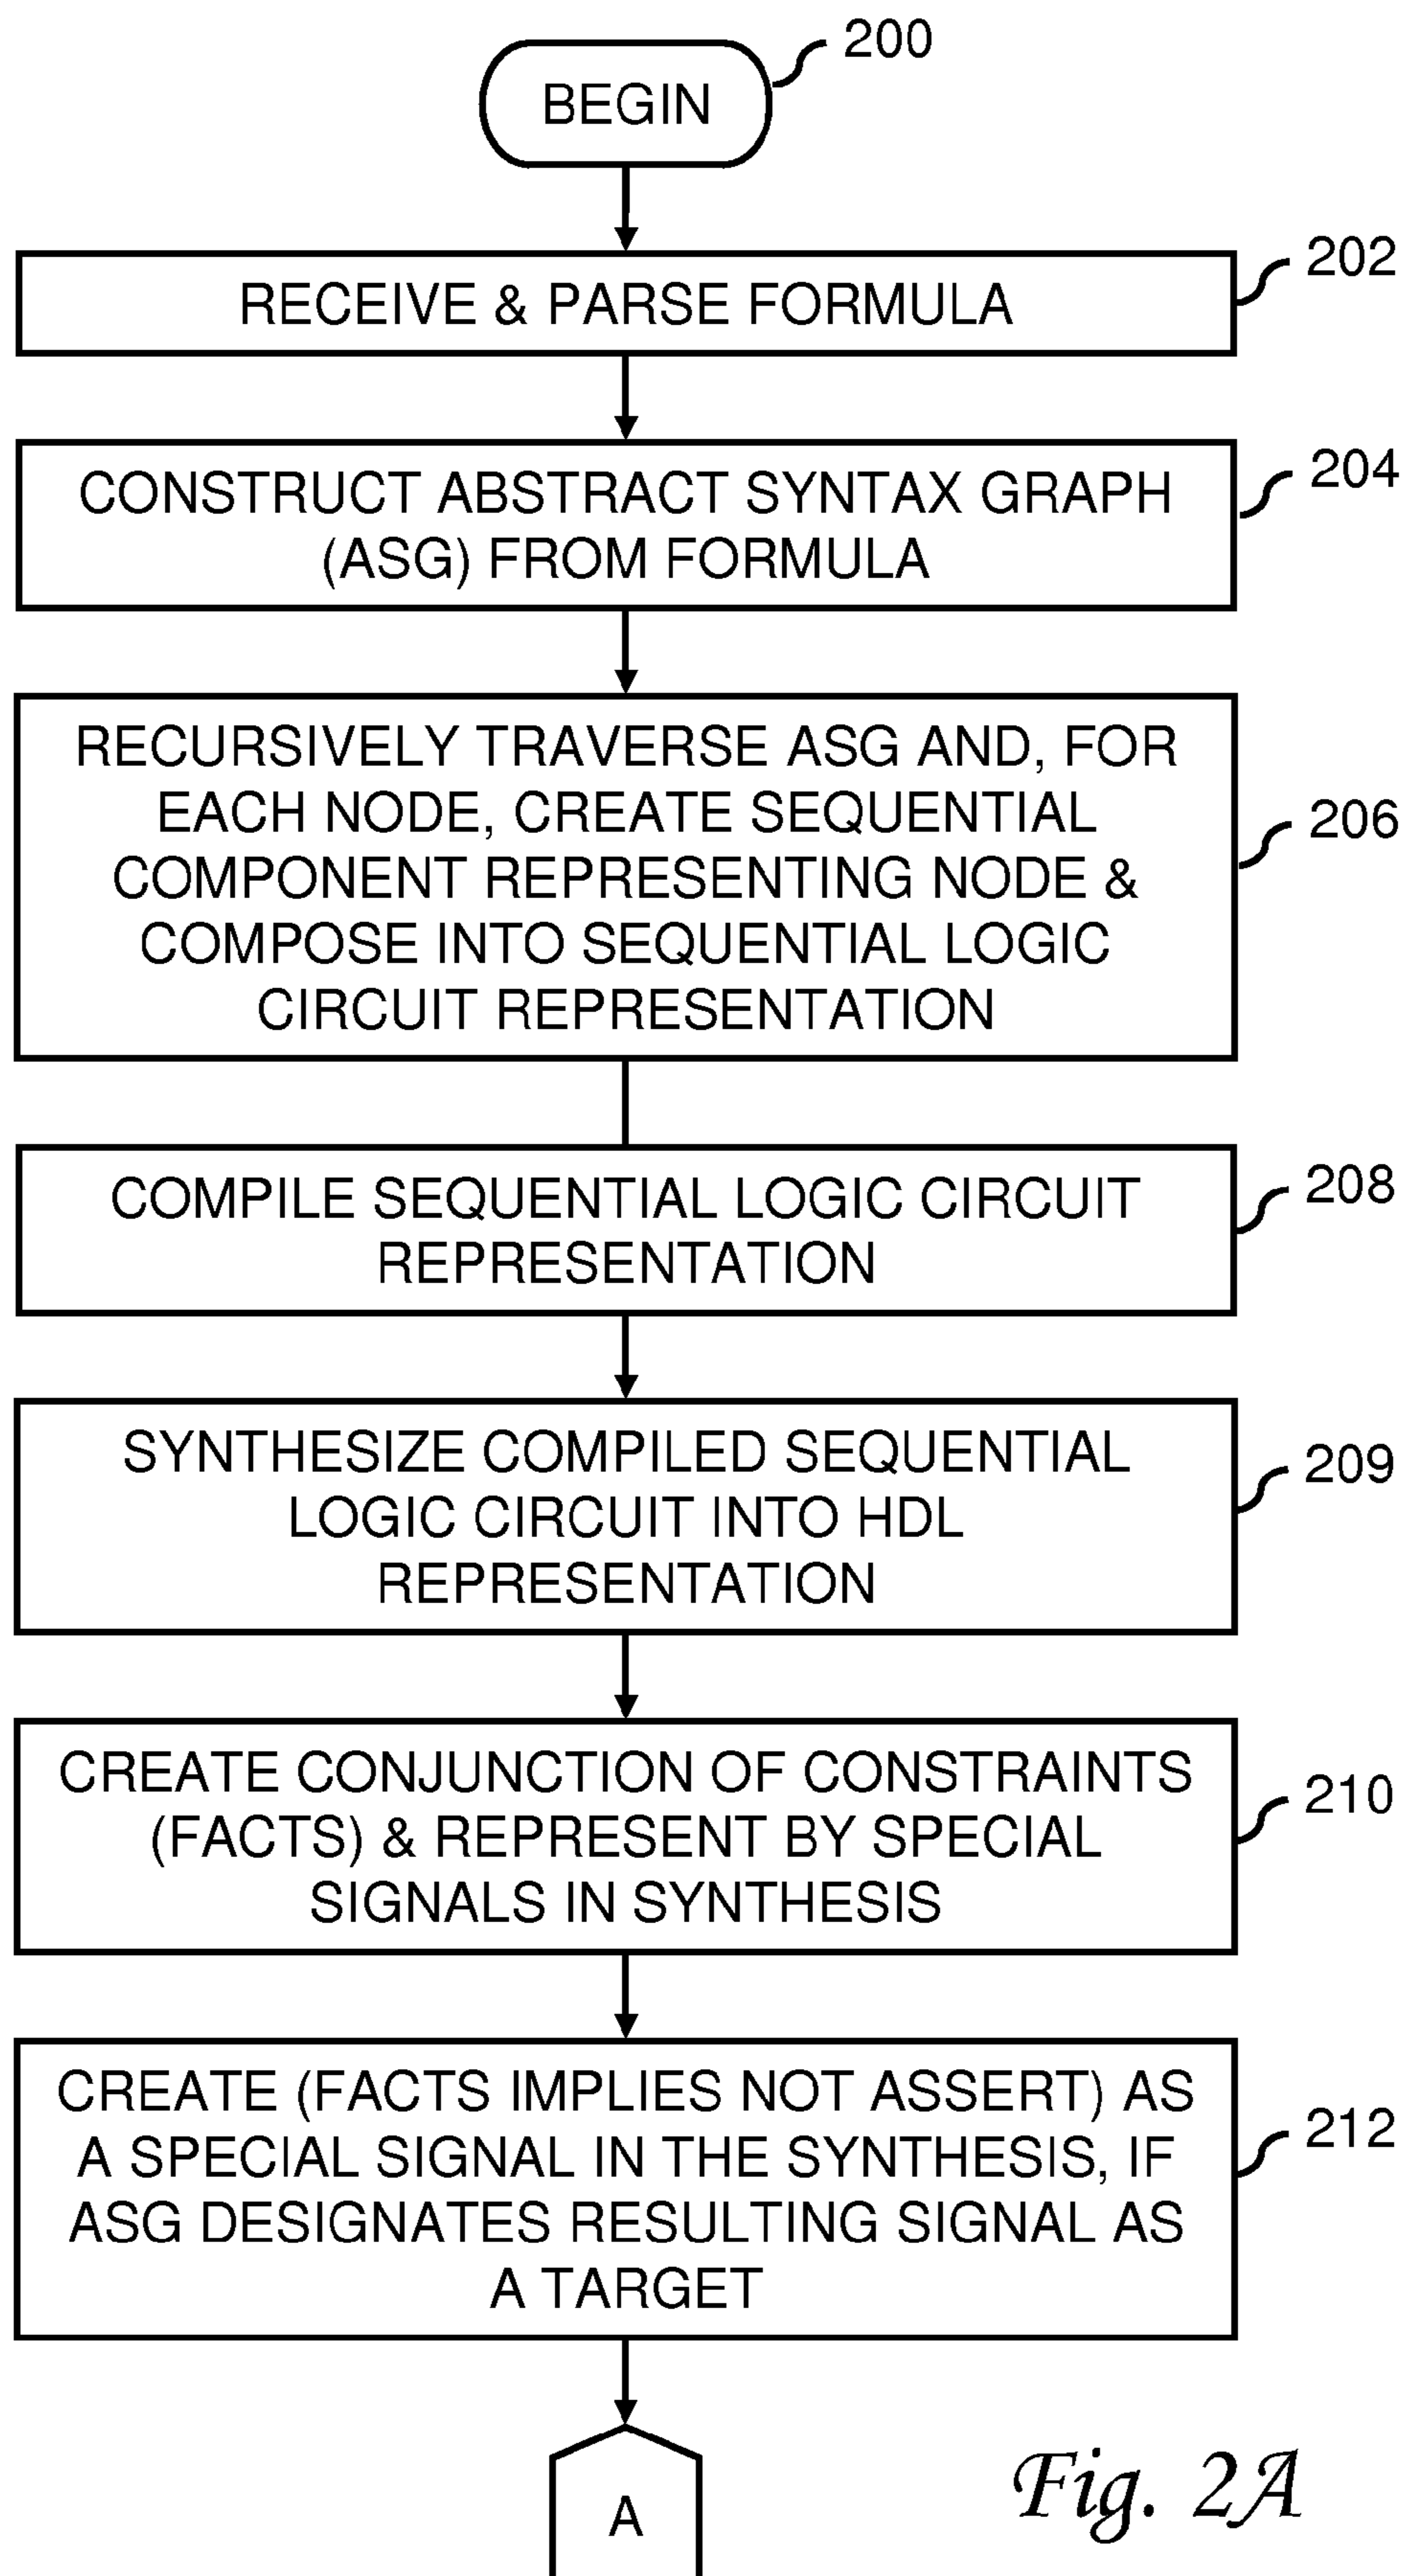 200
BEGIN
202
RECEIVE & PARSE FORMULA
204
CONSTRUCT ABSTRACT SYNTAX GRAPH
(ASG) FROM FORMULA
RECURSIVELY TRAVERSE ASG AND, FOR
EACH NODE, CREATE SEQUENTIAL
206
COMPONENT REPRESENTING NODE &
COMPOSE INTO SEQUENTIAL LOGIC
CIRCUIT REPRESENTATION
208
COMPILE SEQUENTIAL LOGIC CIRCUIT
REPRESENTATION
209
SYNTHESIZE COMPILED SEQUENTIAL
LOGIC CIRCUIT INTO HDL
REPRESENTATION
210
CREATE CONJUNCTION OF CONSTRAINTS
(FACTS) & REPRESENT BY SPECIAL
SIGNALS IN SYNTHESIS
212
CREATE (FACTS IMPLIES NOT ASSERT) AS
A SPECIAL SIGNAL IN THE SYNTHESIS, IF
ASG DESIGNATES RESULTING SIGNAL AS
A TARGET
A
Fig. 2A